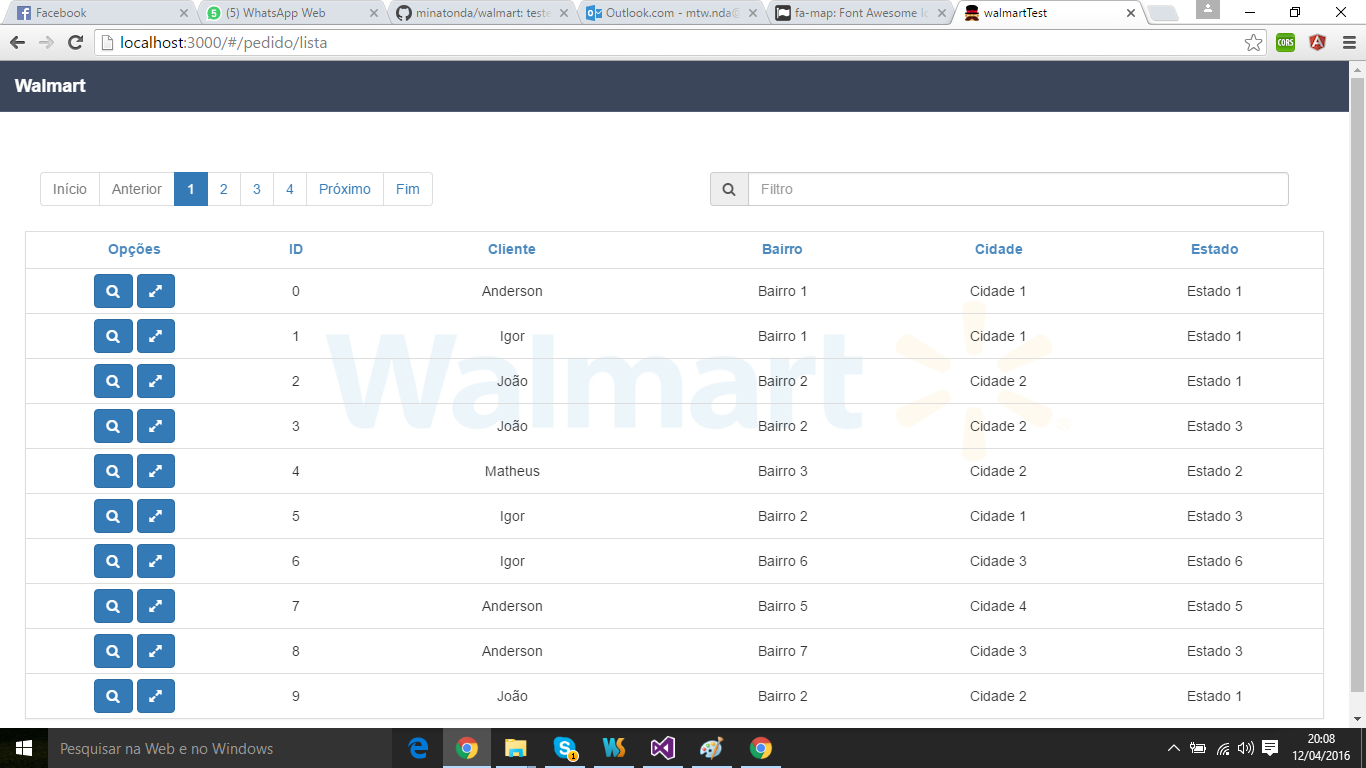 Facebook
(5) WhatsApp Web
minatonda/walmart: teste
Outlook.com - mtw.nda@
fa-map: Font Awesome Ic
walmartTest
localhost:3000/#/pedido/lista
CORS
Walmart
Início Anterior 1 2 3 4 Próximo Fim
Filtro
Opções ID Cliente Bairro Cidade Estado
0 Anderson Bairro 1 Cidade 1 Estado 1
1 Igor Bairro 1 Cidade 1 Estado 1
2 João Bairro 2 Cidade 2 Estado 1
3 João Bairro 2 Cidade 2 Estado 3
4 Matheus Bairro 3 Cidade 2 Estado 2
5 Igor Bairro 2 Cidade 1 Estado 3
6 Igor Bairro 6 Cidade 3 Estado 6
7 Anderson Bairro 5 Cidade 4 Estado 5
8 Anderson Bairro 7 Cidade 3 Estado 3
9 João Bairro 2 Cidade 2 Estado 1
Walmart
Pesquisar na Web e no Windows
20:08
12/04/2016